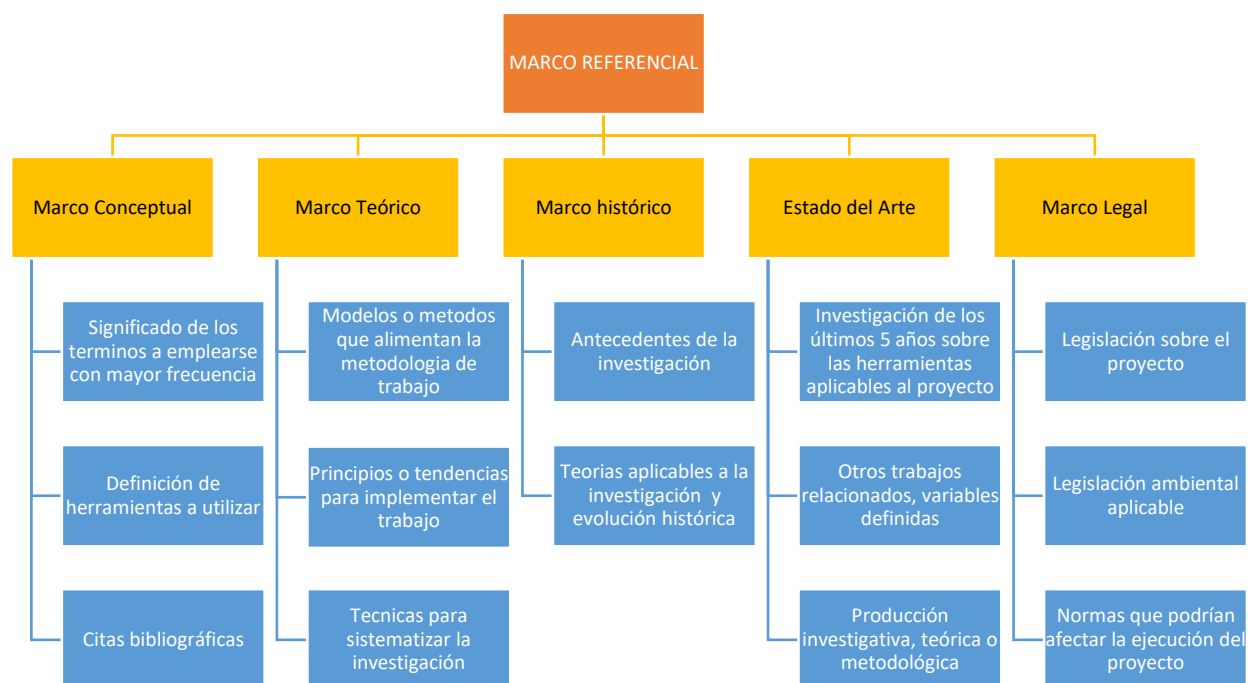 MARCO REFERENCIAL
Marco Conceptual
Significado de los
terminos a emplearse
con mayor frecuencia
Definición de
herramientas a utilizar
Citas bibliográficas
Marco Teórico
Modelos o metodos
que alimentan la
metodologia de
trabajo
Principios o tendencias
para implementar el
trabajo
Tecnicas para
sistematizar la
investigación
Marco histórico
Antecedentes de la
investigación
Teorias aplicables a la
investigación y
evolución histórica
Estado del Arte
Investigación de los
últimos 5 años sobre
las herramientas
aplicables al proyecto
Otros trabajos
relacionados, variables
definidas
Producción
investigativa, teórica o
metodológica
Marco Legal
Legislación sobre el
proyecto
Legislación ambiental
aplicable
Normas que podrían
afectar la ejecución del
proyecto